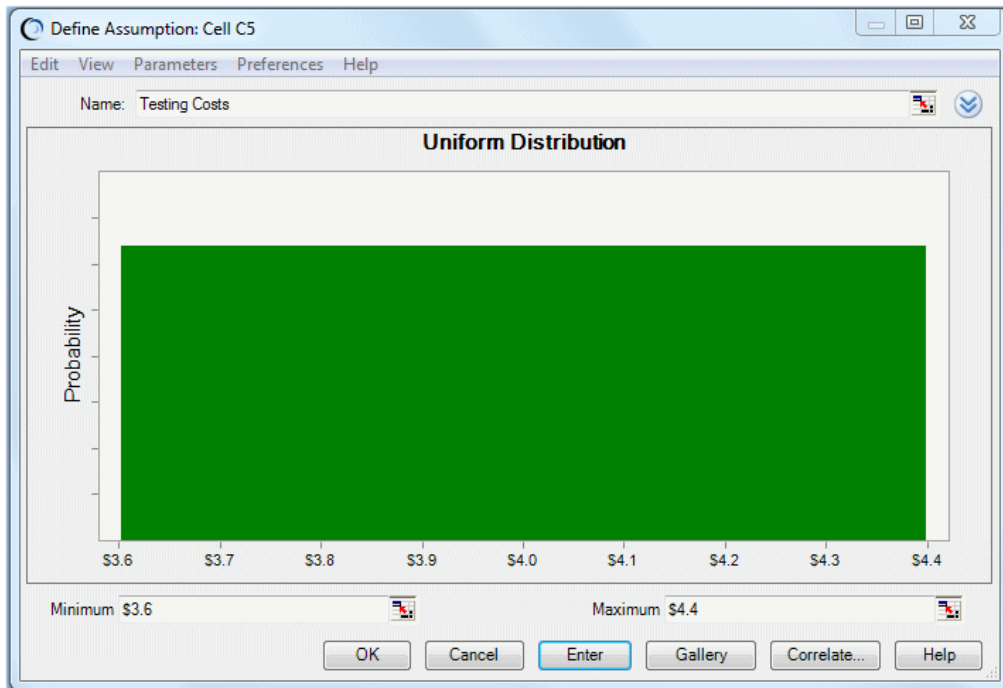 Define Assumption: Cell C5
Edit View Parameters Preferences Help
Name: Testing Costs
Uniform Distribution
Probability
$3.6 $3.7 $3.8 $3.9 $4.0 $4.1 $4.2 $4.3 $4.4
Minimum $3.6 Maximum $4.4
OK Cancel Enter Gallery Correlate... Help